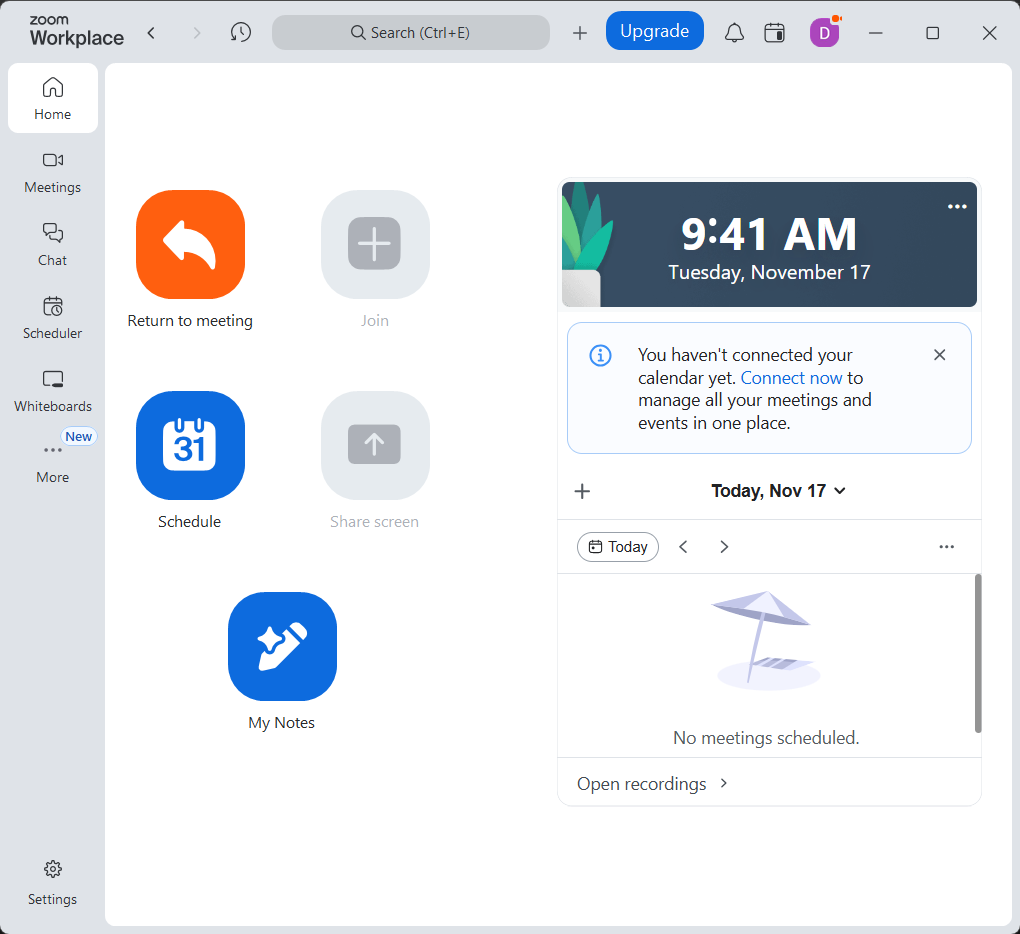 zoom
Workplace
Search (Ctrl+E)
Upgrade
D
Home
Meetings
Chat
Scheduler
Whiteboards
New
More
Settings
Return to meeting
Join
31
Schedule
Share screen
My Notes
9:41 AM
Tuesday, November 17
You haven't connected your
calendar yet. Connect now to
manage all your meetings and
events in one place.
Today, Nov 17
Today
No meetings scheduled.
Open recordings